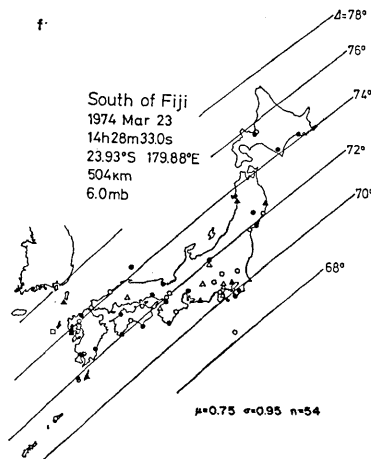 f·
Δ=78°
76°
74°
72°
70°
68°
South of Fiji
1974 Mar 23
14h28m33.0s
23.93°S 179.88°E
504km
6.0mb
μ=0.75 σ=0.95 n=54